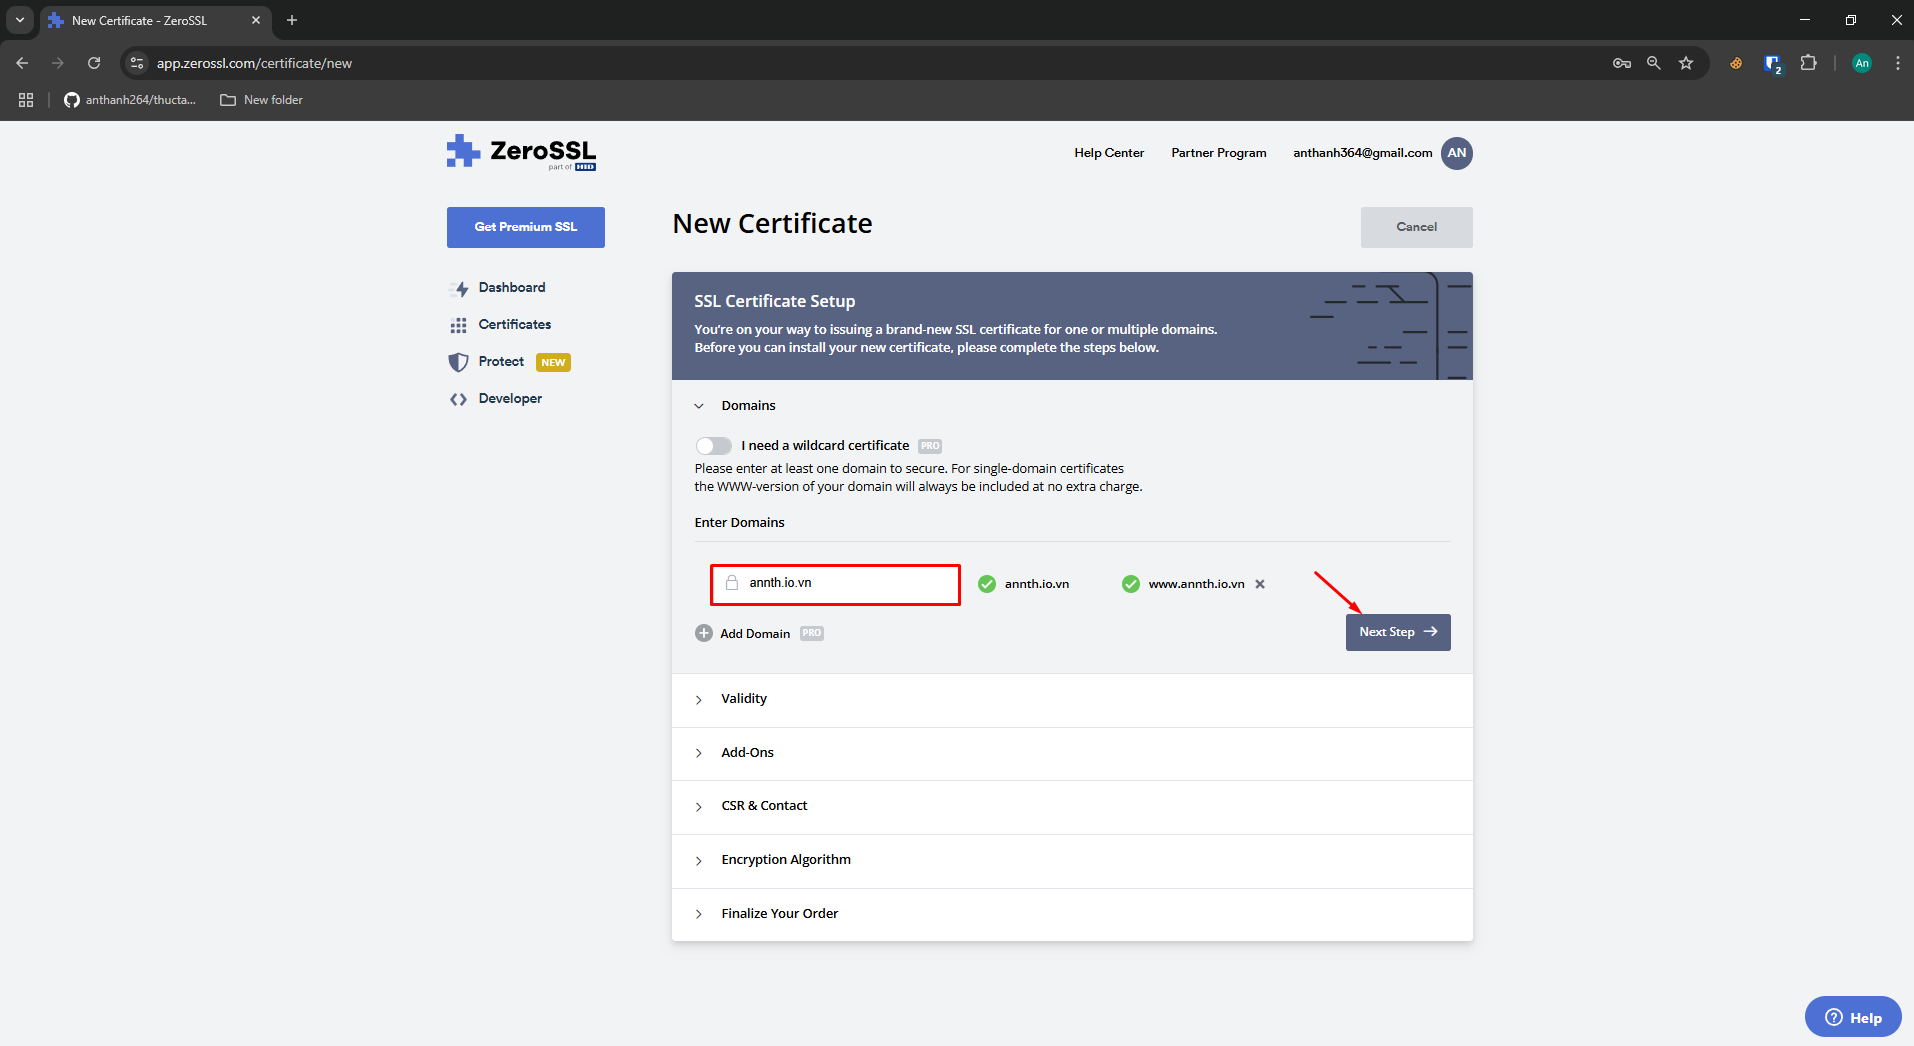 New Certificate - ZeroSSL
app.zerossl.com/certificate/new
2
An
anthanh264/thucta...
New folder
ZeroSSL
part of HID
Help Center
Partner Program
anthanh364@gmail.com
AN
Get Premium SSL
New Certificate
Cancel
Dashboard
Certificates
Protect NEW
Developer
SSL Certificate Setup
You're on your way to issuing a brand-new SSL certificate for one or multiple domains.
Before you can install your new certificate, please complete the steps below.
Domains
I need a wildcard certificate PRO
Please enter at least one domain to secure. For single-domain certificates
the WWW-version of your domain will always be included at no extra charge.
Enter Domains
annth.io.vn
annth.io.vn
www.annth.io.vn
Add Domain PRO
Next Step
Validity
Add-Ons
CSR & Contact
Encryption Algorithm
Finalize Your Order
Help